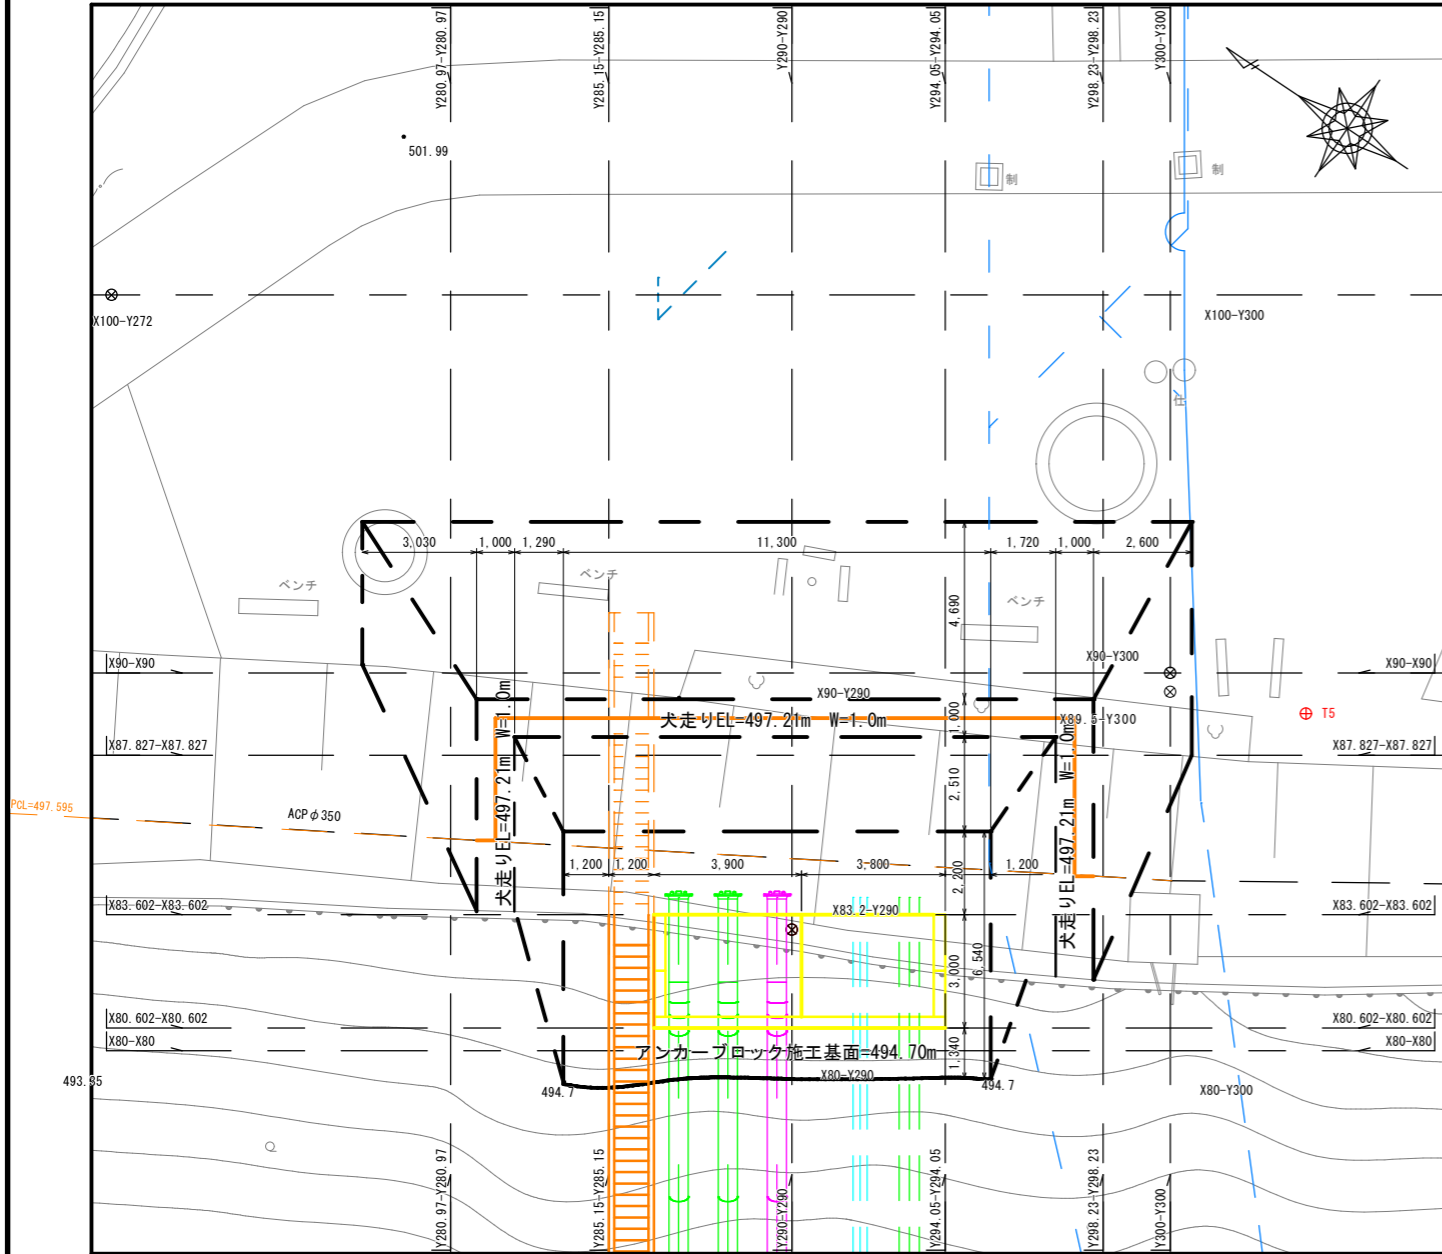 Y280.97-Y280.97
Y285.15-Y285.15
Y290-Y290
Y294.05-Y294.05
Y298.23-Y298.23
Y300-Y300
501.99
制
制
X100-Y272
X100-Y300
3,030
1,000
1,290
11,300
1,720
1,000
2,600
ベンチ
ベンチ
ベンチ
4,690
X90-X90
X90-Y300
X90-X90
X90-Y290
犬走りEL=497.21m W=1.0m
1,000
X89.5-Y300
T5
X87.827-X87.827
X87.827-X87.827
犬走りEL=497.21m W=1.0m
2,510
犬走りEL=497.21m W=1.0m
PCL=497.595
ACPφ350
1,200
1,200
3,900
3,800
1,200
2,200
X83.602-X83.602
X83.2-Y290
X83.602-X83.602
3,000
6,540
X80.602-X80.602
X80.602-X80.602
X80-X80
アンカーブロック施工基面=494.70m
1,340
X80-X80
X80-Y290
493.85
494.7
494.7
X80-Y300
Y280.97-Y280.97
Y285.15-Y285.15
Y290-Y290
Y294.05-Y294.05
Y298.23-Y298.23
Y300-Y300